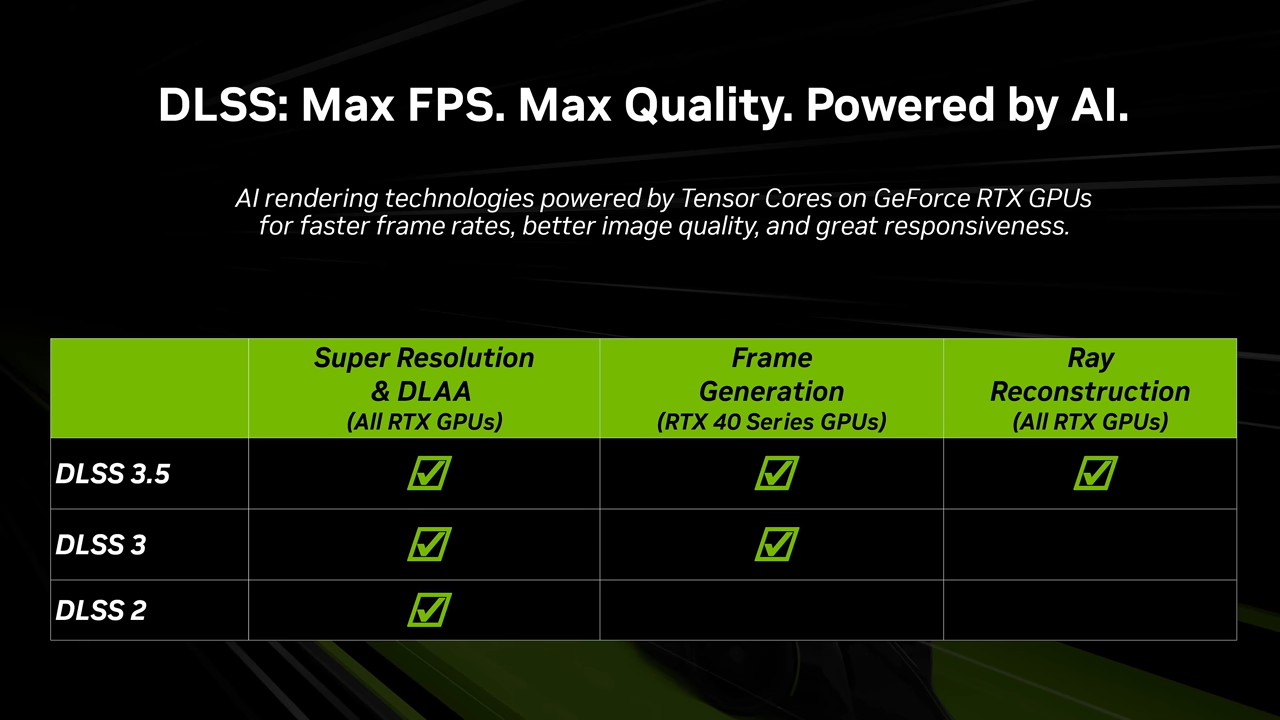 DLSS: Max FPS. Max Quality. Powered by AI.
AI rendering technologies powered by Tensor Cores on GeForce RTX GPUs
for faster frame rates, better image quality, and great responsiveness.
Super Resolution
& DLAA
(All RTX GPUs)
Frame
Generation
(RTX 40 Series GPUs)
Ray
Reconstruction
(All RTX GPUs)
DLSS 3.5
DLSS 3
DLSS 2